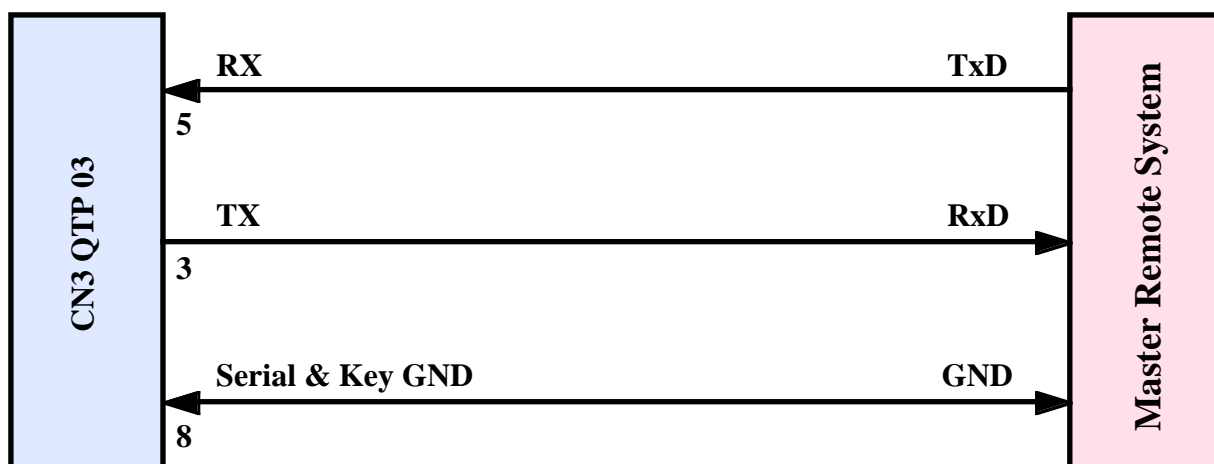 CN3 QTP 03
RX
TxD
5
TX
RxD
3
Serial & Key GND
GND
8
Master Remote System